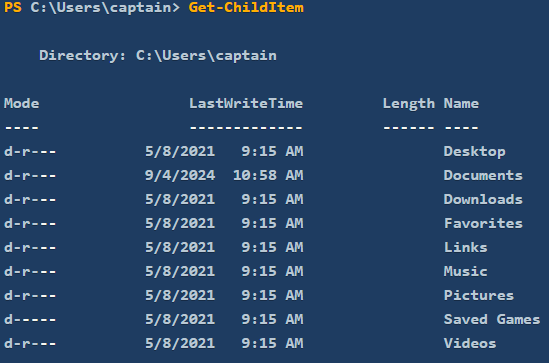 PS C:\Users\captain> Get-ChildItem
Directory: C:\Users\captain
Mode LastWriteTime Length Name
---- ------------- ------ ----
d-r--- 5/8/2021 9:15 AM Desktop
d-r--- 9/4/2024 10:58 AM Documents
d-r--- 5/8/2021 9:15 AM Downloads
d-r--- 5/8/2021 9:15 AM Favorites
d-r--- 5/8/2021 9:15 AM Links
d-r--- 5/8/2021 9:15 AM Music
d-r--- 5/8/2021 9:15 AM Pictures
d----- 5/8/2021 9:15 AM Saved Games
d-r--- 5/8/2021 9:15 AM Videos